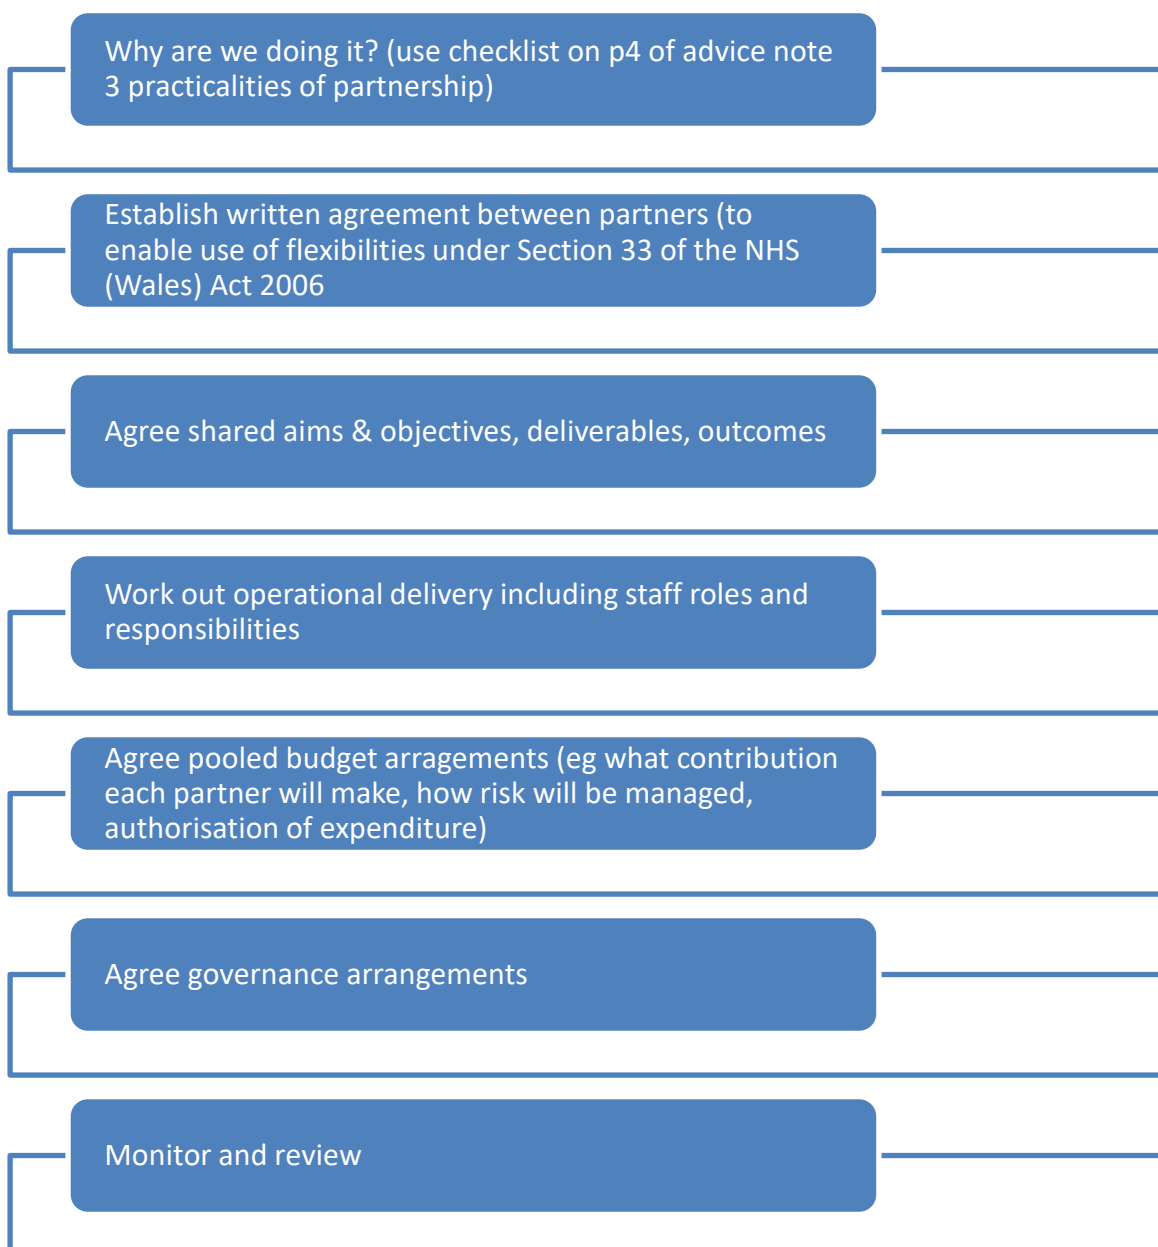 Why are we doing it? (use checklist on p4 of advice note
3 practicalities of partnership)
Establish written agreement between partners (to
enable use of flexibilities under Section 33 of the NHS
(Wales) Act 2006
Agree shared aims & objectives, deliverables, outcomes
Work out operational delivery including staff roles and
responsibilities
Agree pooled budget arragements (eg what contribution
each partner will make, how risk will be managed,
authorisation of expenditure)
Agree governance arrangements
Monitor and review